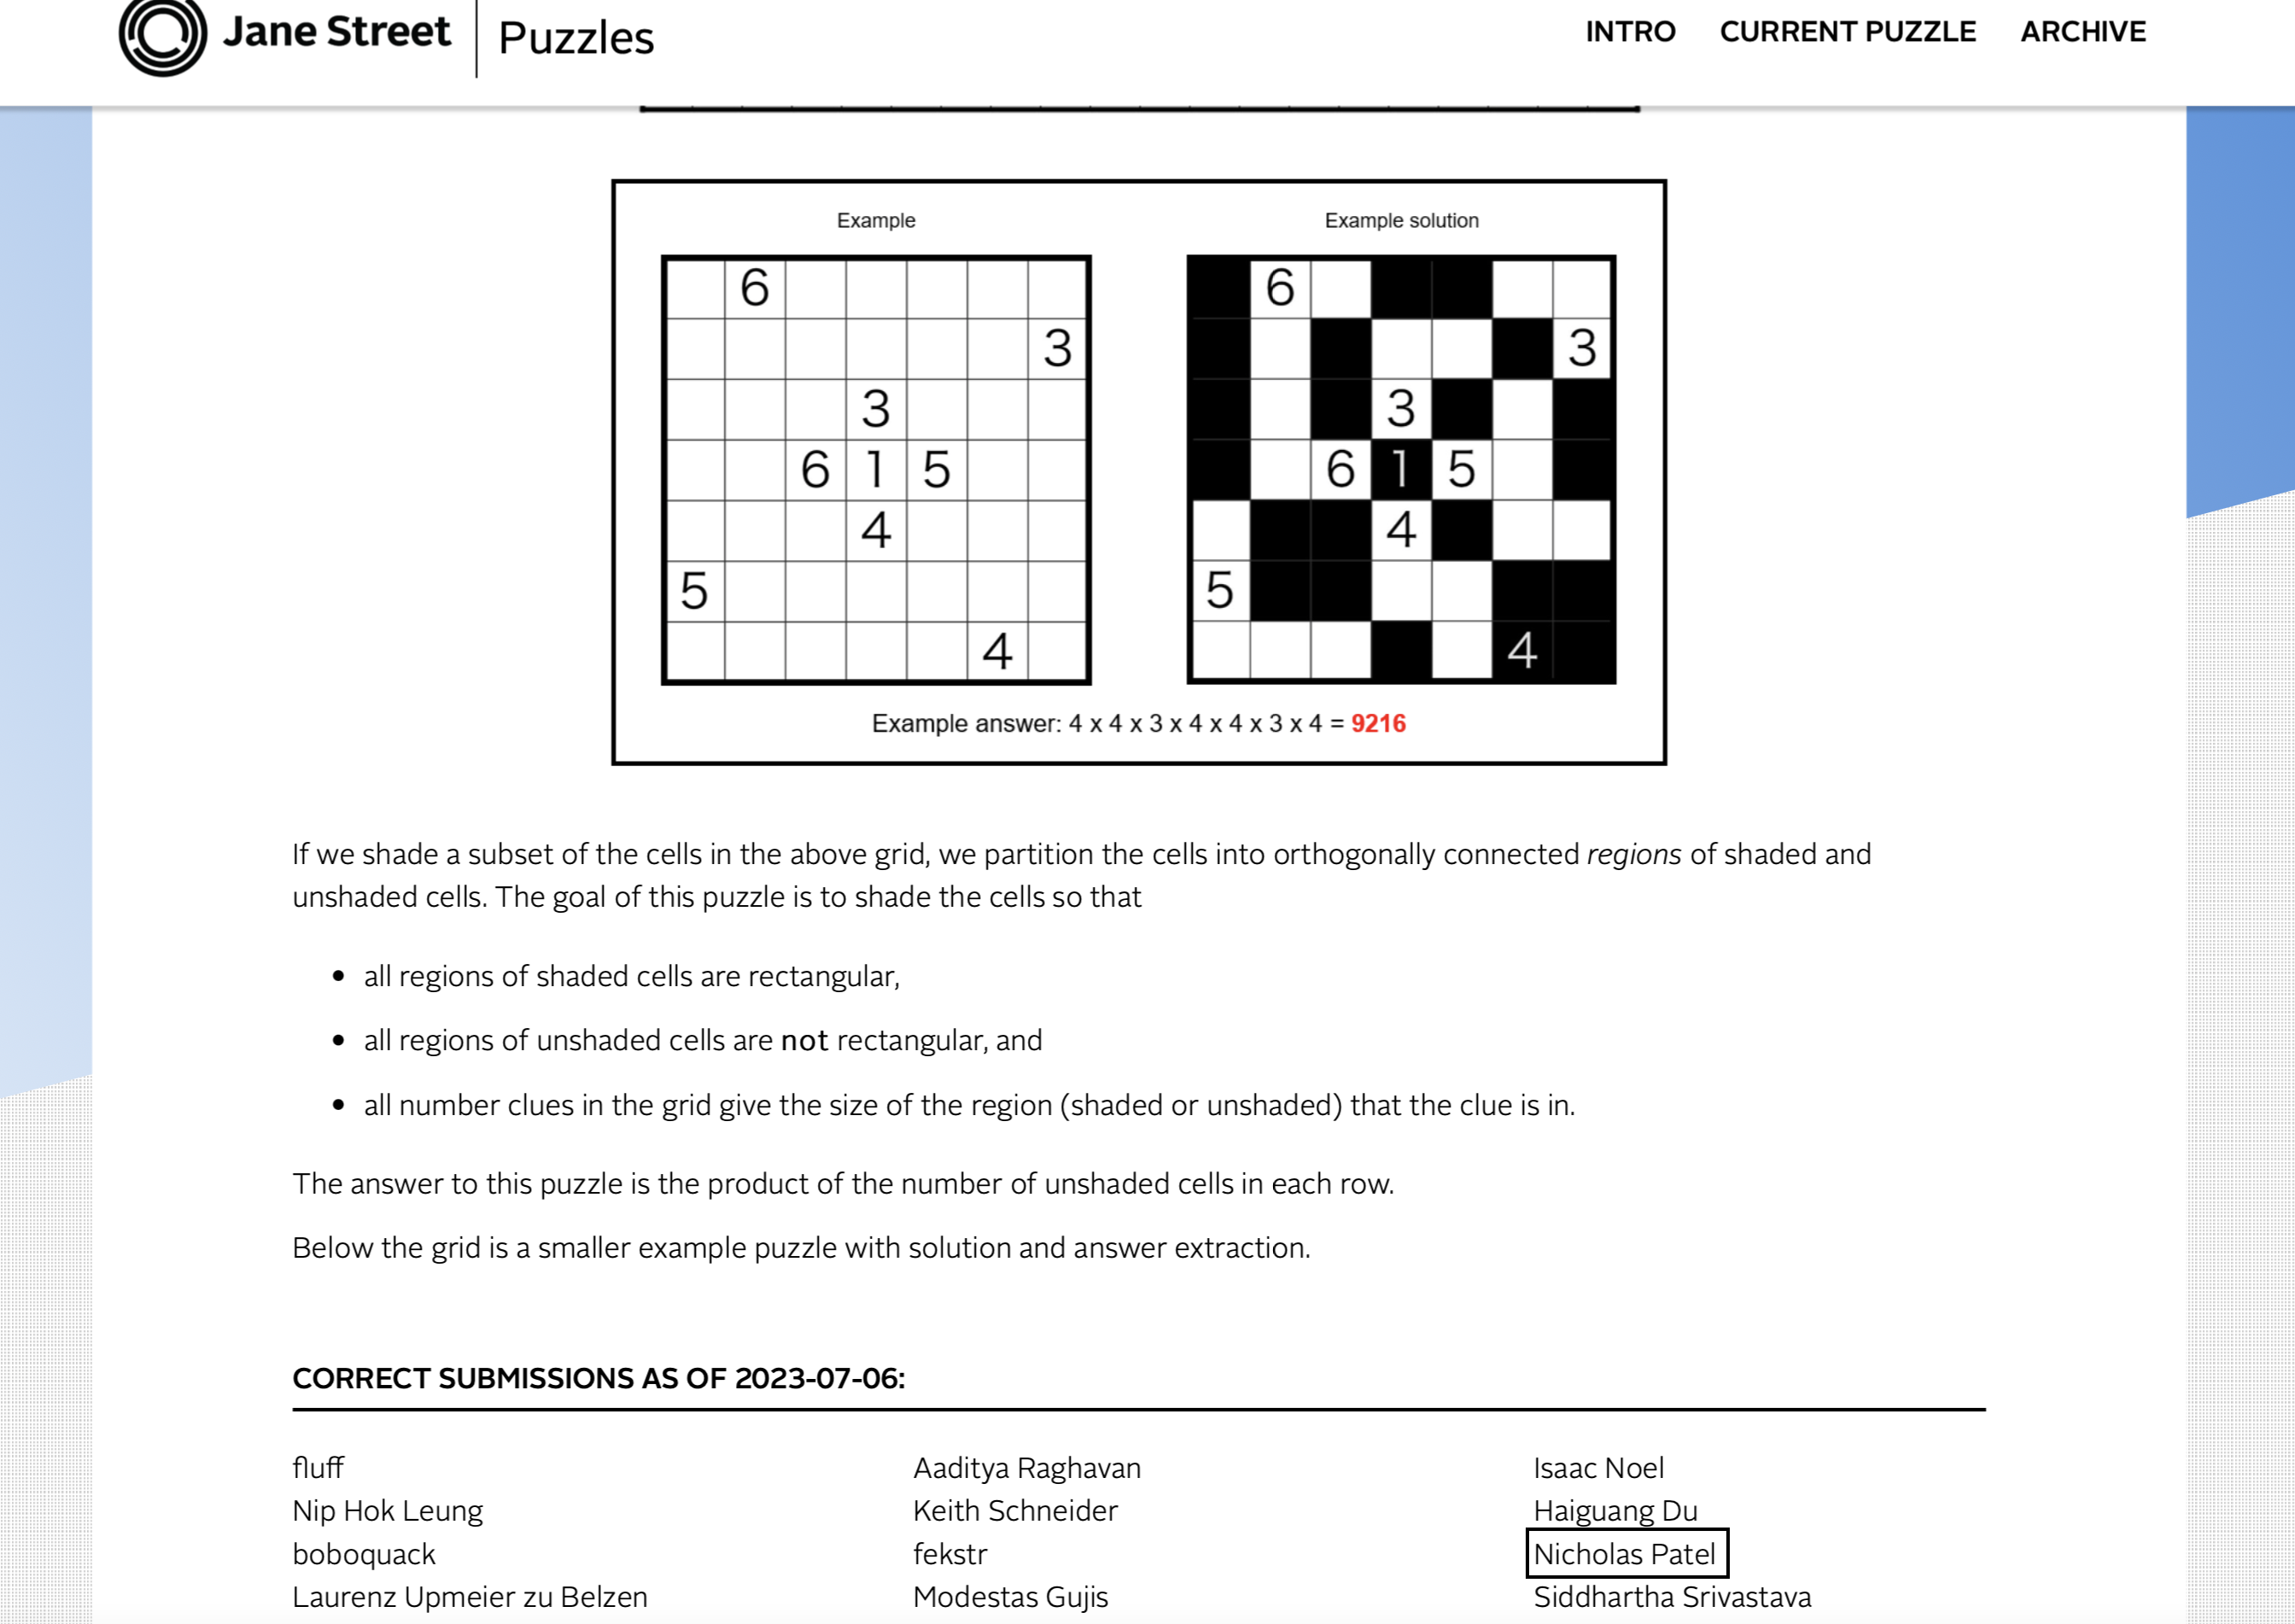 Jane Street Puzzles INTRO CURRENT PUZZLE ARCHIVE
Example Example solution
6 6
3 3
3 3
6 1 5 6 1 5
4 4
5 5
4 4
Example answer: 4 x 4 x 3 x 4 x 4 x 3 x 4 = 9216
If we shade a subset of the cells in the above grid, we partition the cells into orthogonally connected regions of shaded and
unshaded cells. The goal of this puzzle is to shade the cells so that
• all regions of shaded cells are rectangular,
• all regions of unshaded cells are not rectangular, and
• all number clues in the grid give the size of the region (shaded or unshaded) that the clue is in.
The answer to this puzzle is the product of the number of unshaded cells in each row.
Below the grid is a smaller example puzzle with solution and answer extraction.
CORRECT SUBMISSIONS AS OF 2023-07-06:
fluff Aaditya Raghavan Isaac Noel
Nip Hok Leung Keith Schneider Haiguang Du
boboquack fekstr Nicholas Patel
Laurenz Upmeier zu Belzen Modestas Gujis Siddhartha Srivastava